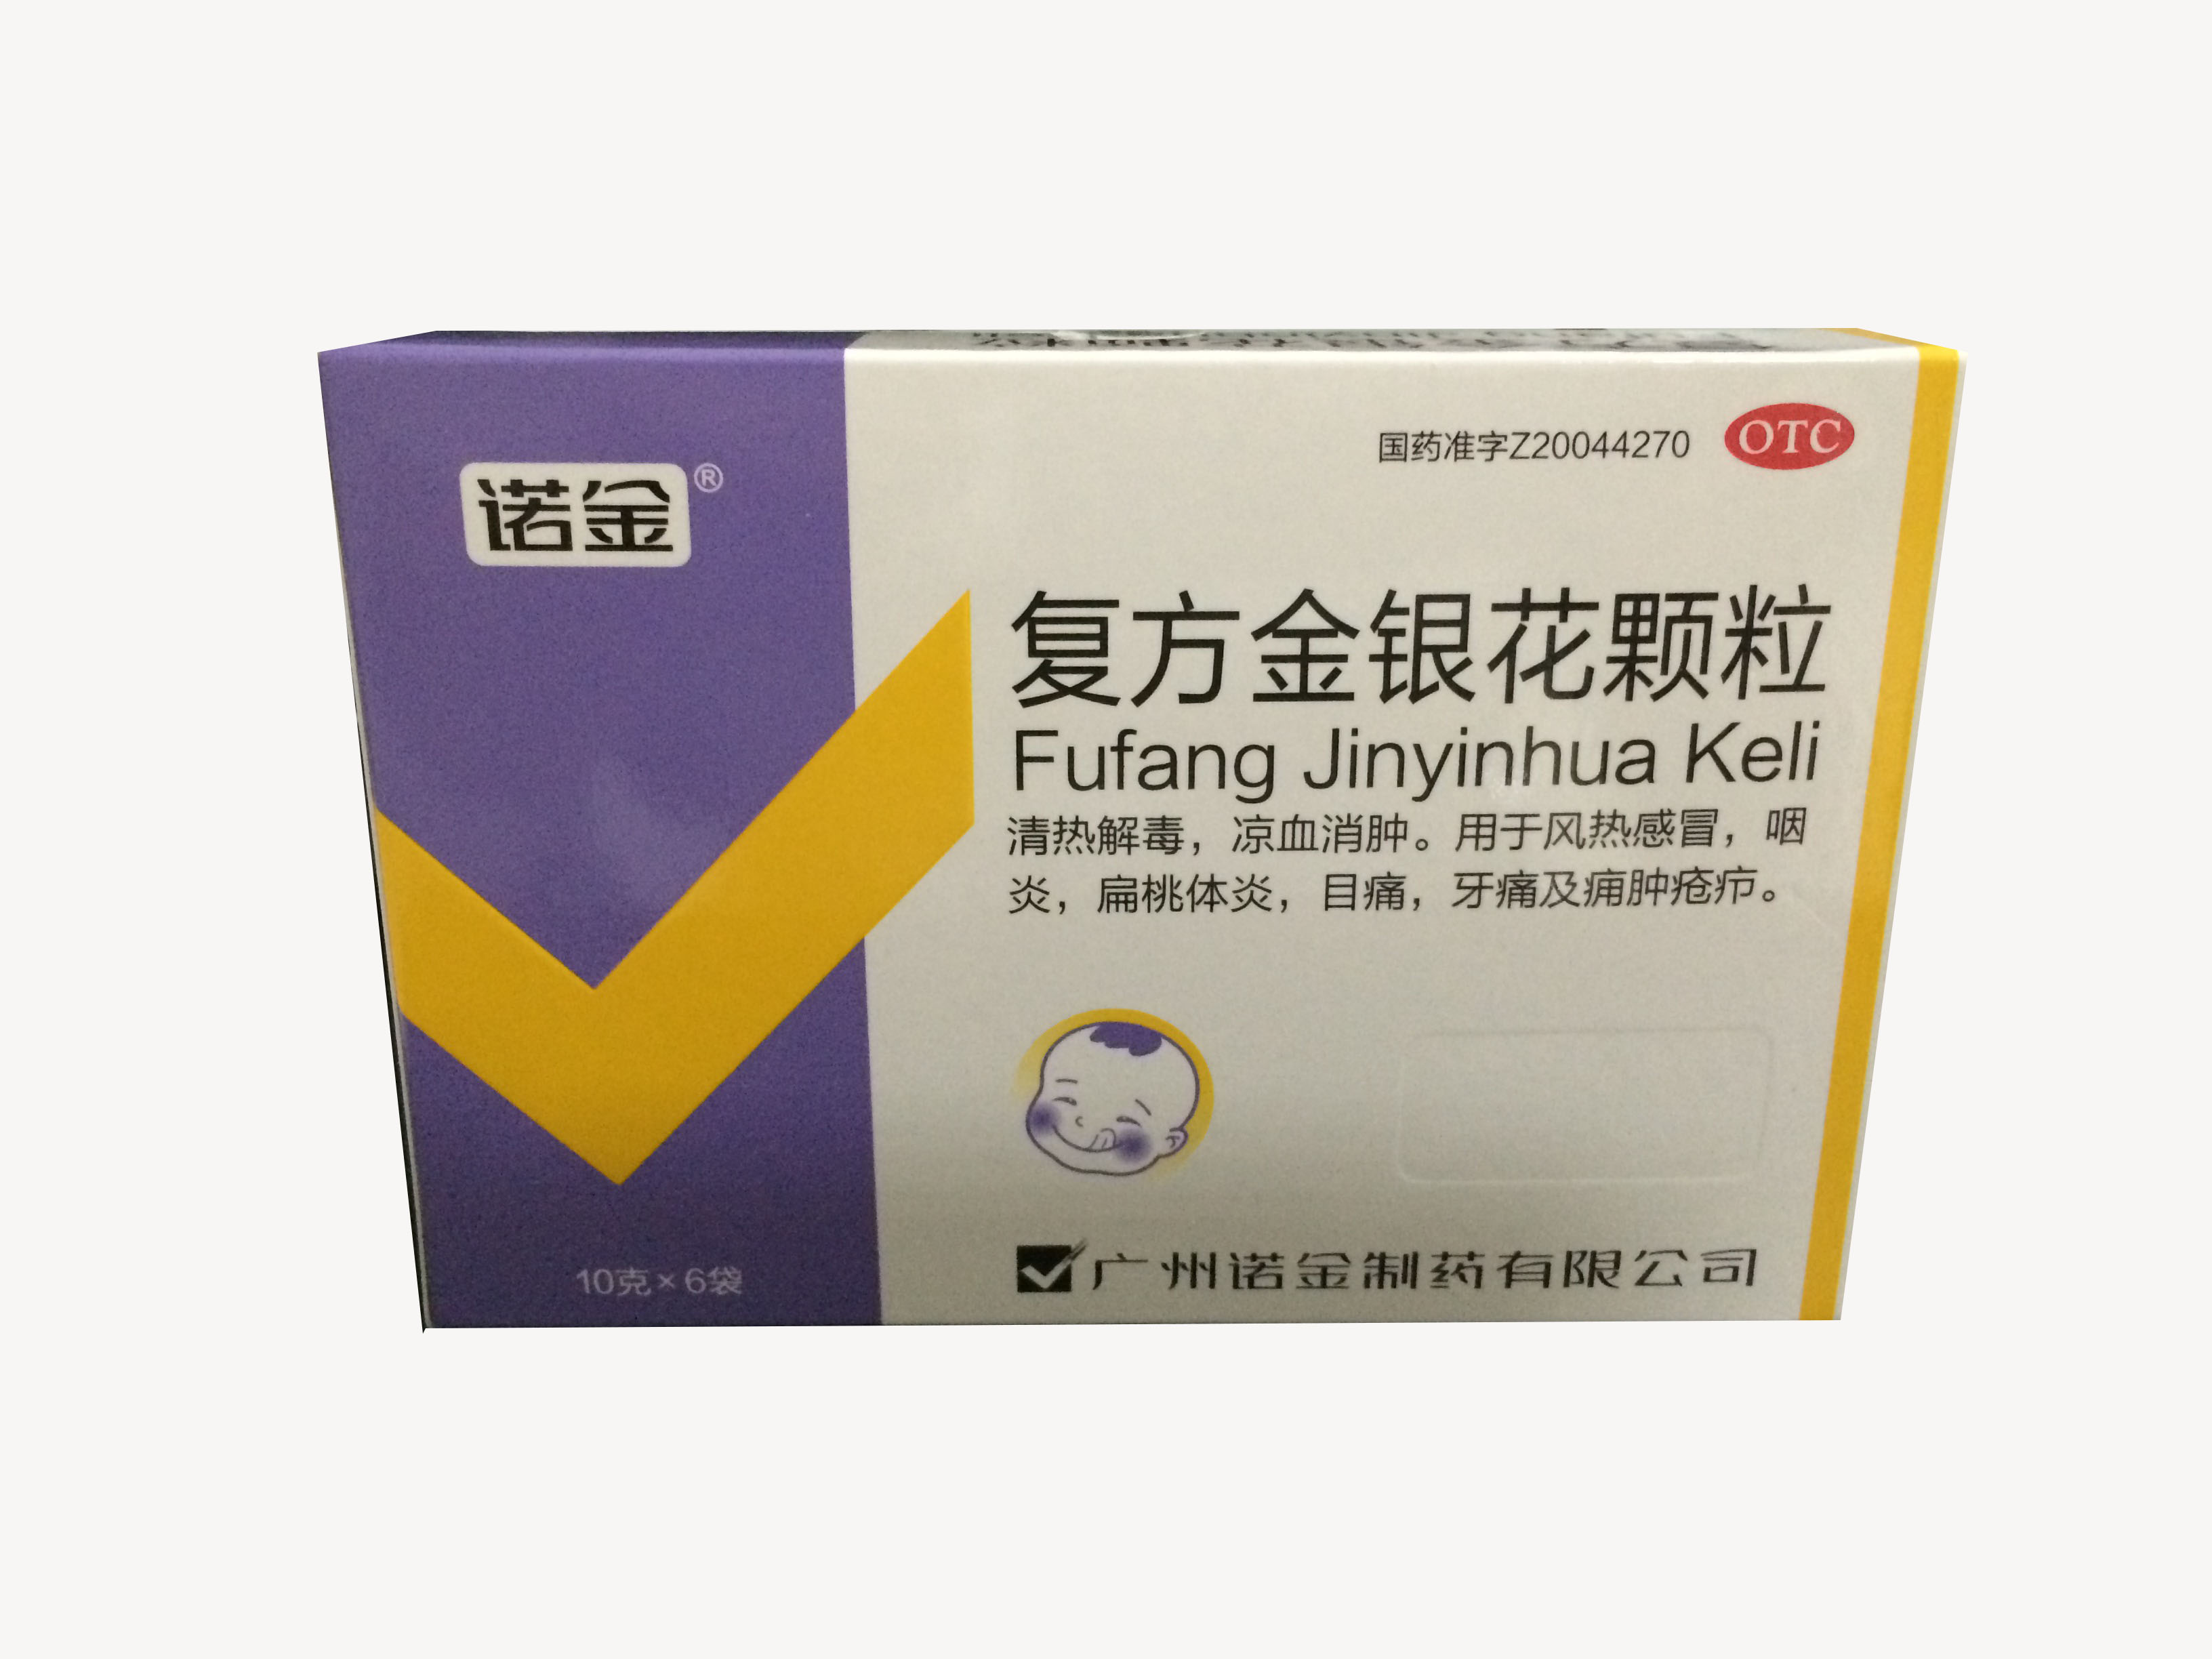 国药准字Z20044270 OTC
诺金®
复方金银花颗粒
Fufang Jinyinhua Keli
清热解毒，凉血消肿。用于风热感冒，咽
炎，扁桃体炎，目痛，牙痛及痈肿疮疖。
10克×6袋
广州诺金制药有限公司